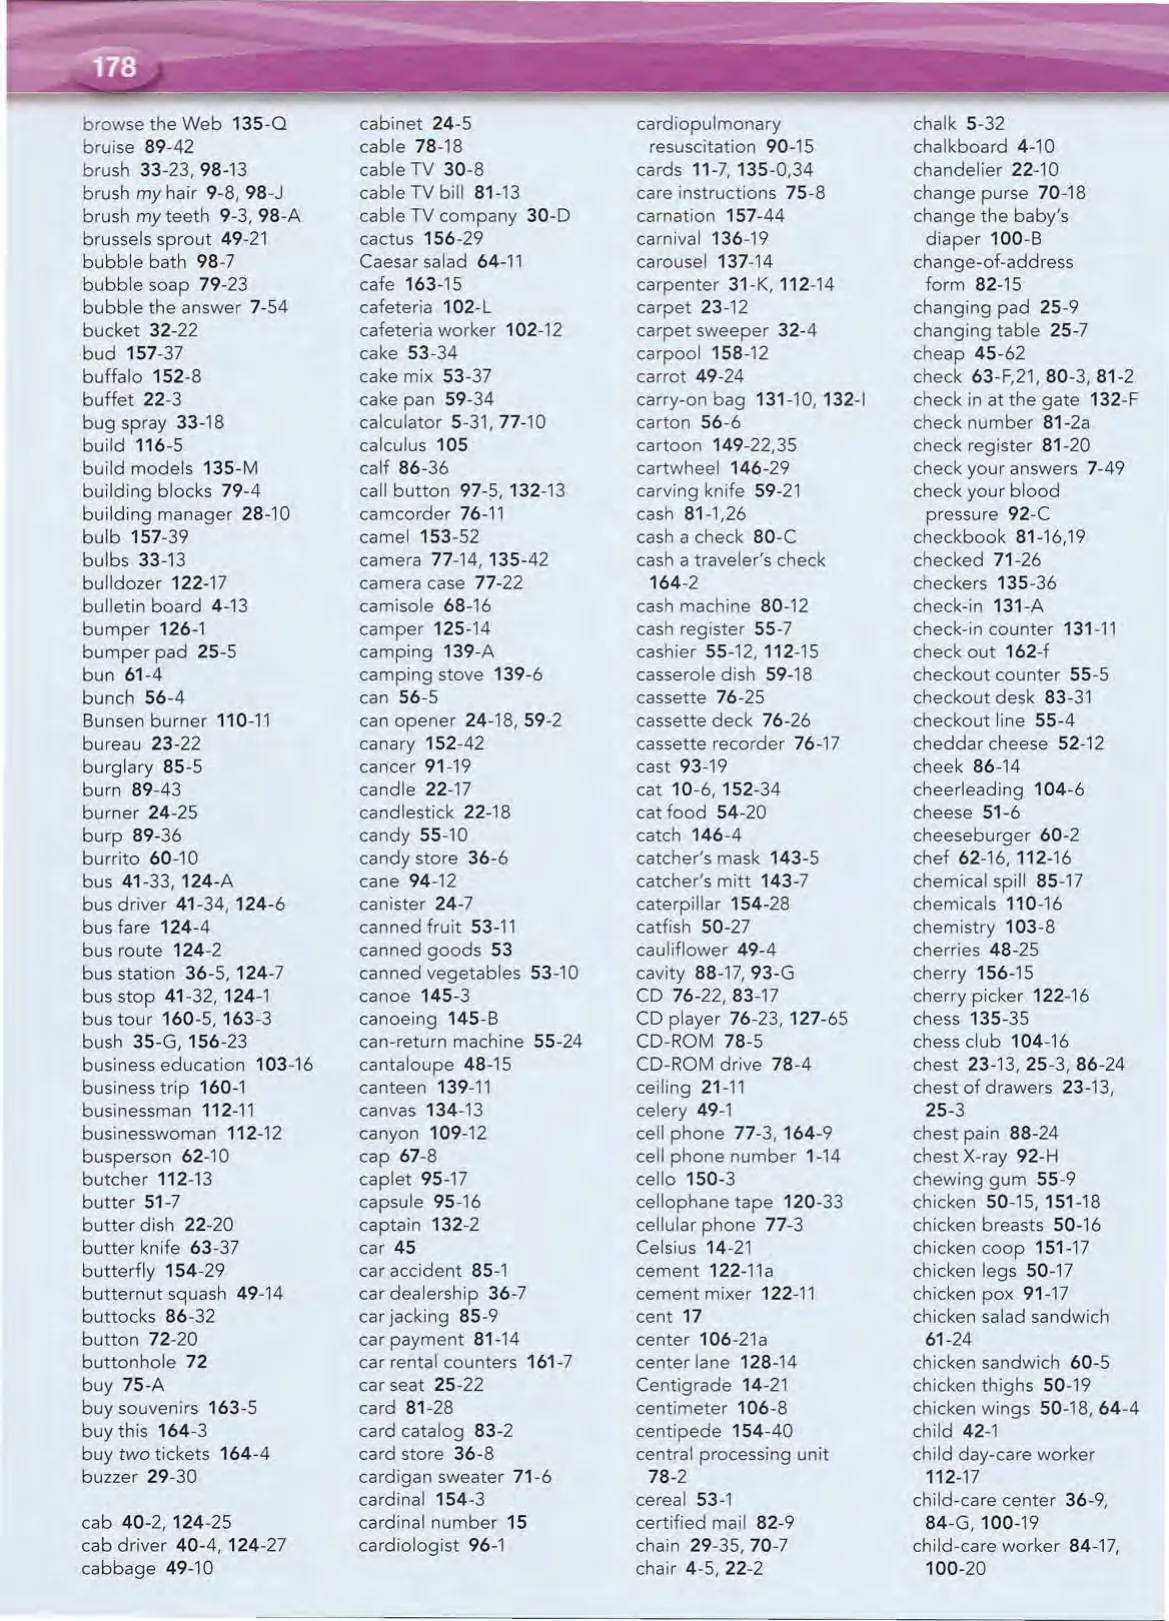 178
browse the Web 135-Q
bruise 89-42
brush 33-23, 98-13
brush my hair 9-8, 98-J
brush my teeth 9-3, 98-A
brussels sprout 49-21
bubble bath 98-7
bubble soap 79-23
bubble the answer 7-54
bucket 32-22
bud 157-37
buffalo 152-8
buffet 22-3
bug spray 33-18
build 116-5
build models 135-M
building blocks 79-4
building manager 28-10
bulb 157-39
bulbs 33-13
bulldozer 122-17
bulletin board 4-13
bumper 126-1
bumper pad 25-5
bun 61-4
bunch 56-4
Bunsen burner 110-11
bureau 23-22
burglary 85-5
burn 89-43
burner 24-25
burp 89-36
burrito 60-10
bus 41-33, 124-A
bus driver 41-34, 124-6
bus fare 124-4
bus route 124-2
bus station 36-5, 124-7
bus stop 41-32, 124-1
bus tour 160-5, 163-3
bush 35-G, 156-23
business education 103-16
business trip 160-1
businessman 112-11
businesswoman 112-12
busperson 62-10
butcher 112-13
butter 51-7
butter dish 22-20
butter knife 63-37
butterfly 154-29
butternut squash 49-14
buttocks 86-32
button 72-20
buttonhole 72
buy 75-A
buy souvenirs 163-5
buy this 164-3
buy two tickets 164-4
buzzer 29-30
cab 40-2, 124-25
cab driver 40-4, 124-27
cabbage 49-10
cabinet 24-5
cable 78-18
cable TV 30-8
cable TV bill 81-13
cable TV company 30-D
cactus 156-29
Caesar salad 64-11
cafe 163-15
cafeteria 102-L
cafeteria worker 102-12
cake 53-34
cake mix 53-37
cake pan 59-34
calculator 5-31, 77-10
calculus 105
calf 86-36
call button 97-5, 132-13
camcorder 76-11
camel 153-52
camera 77-14, 135-42
camera case 77-22
camisole 68-16
camper 125-14
camping 139-A
camping stove 139-6
can 56-5
can opener 24-18, 59-2
canary 152-42
cancer 91-19
candle 22-17
candlestick 22-18
candy 55-10
candy store 36-6
cane 94-12
canister 24-7
canned fruit 53-11
canned goods 53
canned vegetables 53-10
canoe 145-3
canoeing 145-B
can-return machine 55-24
cantaloupe 48-15
canteen 139-11
canvas 134-13
canyon 109-12
cap 67-8
caplet 95-17
capsule 95-16
captain 132-2
car 45
car accident 85-1
car dealership 36-7
car jacking 85-9
car payment 81-14
car rental counters 161-7
car seat 25-22
card 81-28
card catalog 83-2
card store 36-8
cardigan sweater 71-6
cardinal 154-3
cardinal number 15
cardiologist 96-1
cardiopulmonary
resuscitation 90-15
cards 11-7, 135-0,34
care instructions 75-8
carnation 157-44
carnival 136-19
carousel 137-14
carpenter 31-K, 112-14
carpet 23-12
carpet sweeper 32-4
carpool 158-12
carrot 49-24
carry-on bag 131-10, 132-I
carton 56-6
cartoon 149-22,35
cartwheel 146-29
carving knife 59-21
cash 81-1,26
cash a check 80-C
cash a traveler's check
164-2
cash machine 80-12
cash register 55-7
cashier 55-12, 112-15
casserole dish 59-18
cassette 76-25
cassette deck 76-26
cassette recorder 76-17
cast 93-19
cat 10-6, 152-34
cat food 54-20
catch 146-4
catcher's mask 143-5
catcher's mitt 143-7
caterpillar 154-28
catfish 50-27
cauliflower 49-4
cavity 88-17, 93-G
CD 76-22, 83-17
CD player 76-23, 127-65
CD-ROM 78-5
CD-ROM drive 78-4
ceiling 21-11
celery 49-1
cell phone 77-3, 164-9
cell phone number 1-14
cello 150-3
cellophane tape 120-33
cellular phone 77-3
Celsius 14-21
cement 122-11a
cement mixer 122-11
cent 17
center 106-21a
center lane 128-14
Centigrade 14-21
centimeter 106-8
centipede 154-40
central processing unit
78-2
cereal 53-1
certified mail 82-9
chain 29-35, 70-7
chair 4-5, 22-2
chalk 5-32
chalkboard 4-10
chandelier 22-10
change purse 70-18
change the baby's
diaper 100-B
change-of-address
form 82-15
changing pad 25-9
changing table 25-7
cheap 45-62
check 63-F,21, 80-3, 81-2
check in at the gate 132-F
check number 81-2a
check register 81-20
check your answers 7-49
check your blood
pressure 92-C
checkbook 81-16,19
checked 71-26
checkers 135-36
check-in 131-A
check-in counter 131-11
check out 162-f
checkout counter 55-5
checkout desk 83-31
checkout line 55-4
cheddar cheese 52-12
cheek 86-14
cheerleading 104-6
cheese 51-6
cheeseburger 60-2
chef 62-16, 112-16
chemical spill 85-17
chemicals 110-16
chemistry 103-8
cherries 48-25
cherry 156-15
cherry picker 122-16
chess 135-35
chess club 104-16
chest 23-13, 25-3, 86-24
chest of drawers 23-13,
25-3
chest pain 88-24
chest X-ray 92-H
chewing gum 55-9
chicken 50-15, 151-18
chicken breasts 50-16
chicken coop 151-17
chicken legs 50-17
chicken pox 91-17
chicken salad sandwich
61-24
chicken sandwich 60-5
chicken thighs 50-19
chicken wings 50-18, 64-4
child 42-1
child day-care worker
112-17
child-care center 36-9,
84-G, 100-19
child-care worker 84-17,
100-20